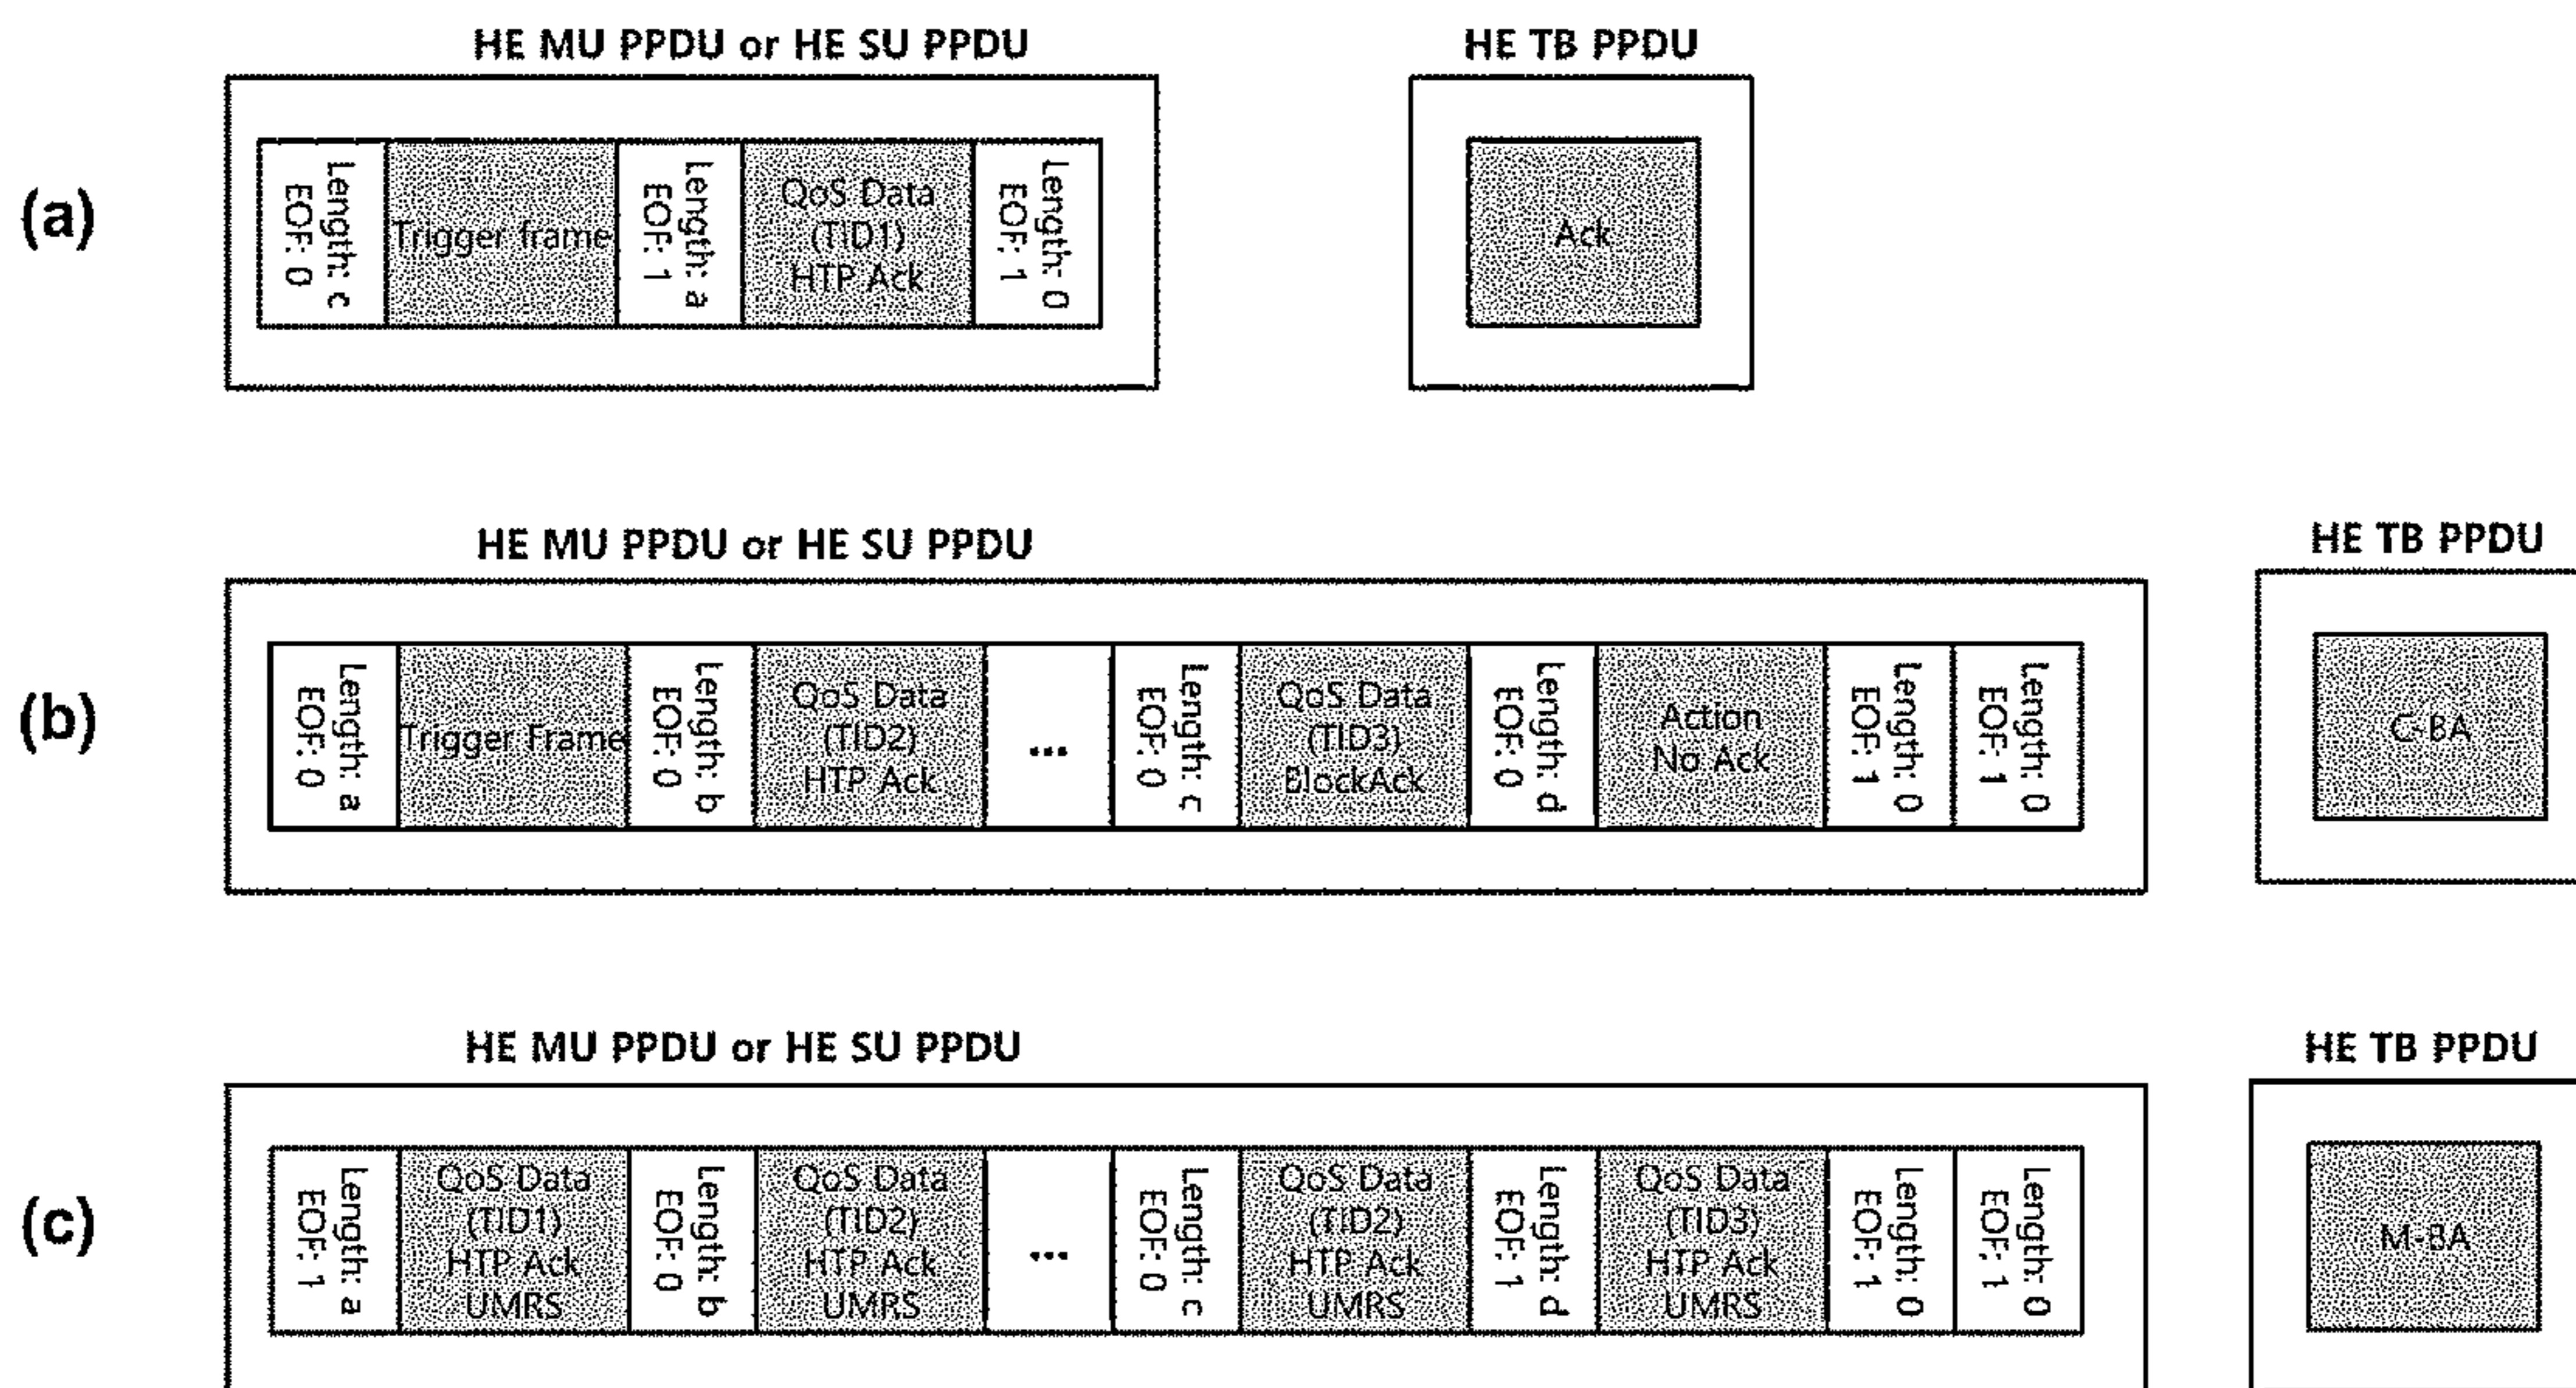 HE MU PPDU or HE SU PPDU
HE TB PPDU
(a)
Length: c
EOF: 0
Trigger frame
Length: a
EOF: 1
QoS Data
(TID1)
HTP Ack
Length: 0
EOF: 1
Ack
HE MU PPDU or HE SU PPDU
HE TB PPDU
(b)
Length: a
EOF: 0
Trigger Frame
Length: b
EOF: 0
QoS Data
(TID2)
HTP Ack
...
Length: c
EOF: 0
QoS Data
(TID3)
BlockAck
Length: d
EOF: 0
Action
No Ack
Length: 0
EOF: 1
Length: 0
EOF: 1
C-BA
HE MU PPDU or HE SU PPDU
HE TB PPDU
(c)
Length: a
EOF: 1
QoS Data
(TID1)
HTP Ack
UMRS
Length: b
EOF: 0
QoS Data
(TID2)
HTP Ack
UMRS
...
Length: c
EOF: 0
QoS Data
(TID2)
HTP Ack
UMRS
Length: d
EOF: 1
QoS Data
(TID3)
HTP Ack
UMRS
Length: 0
EOF: 1
Length: 0
EOF: 1
M-BA